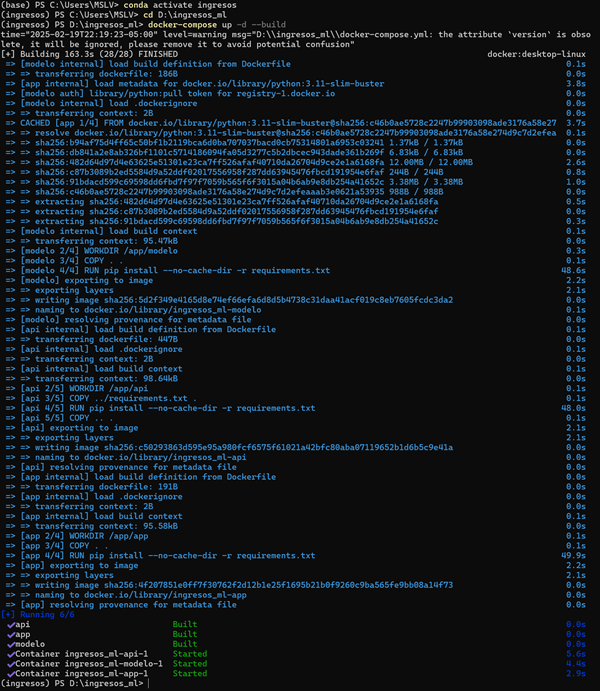 (base) PS C:\Users\MSLV> conda activate ingresos
(ingresos) PS C:\Users\MSLV> cd D:\ingresos_ml
(ingresos) PS D:\ingresos_ml> docker-compose up -d --build
time="2025-02-19T22:19:23-05:00" level=warning msg="D:\\ingresos_ml\\docker-compose.yml: the attribute `version` is obso
lete, it will be ignored, please remove it to avoid potential confusion"
[+] Building 163.3s (28/28) FINISHED docker:desktop-linux
=> [modelo internal] load build definition from Dockerfile 0.1s
=> => transferring dockerfile: 186B 0.0s
=> [app internal] load metadata for docker.io/library/python:3.11-slim-buster 3.8s
=> [modelo auth] library/python:pull token for registry-1.docker.io 0.0s
=> [modelo internal] load .dockerignore 0.1s
=> => transferring context: 2B 0.0s
=> CACHED [app 1/4] FROM docker.io/library/python:3.11-slim-buster@sha256:c46b0ae5728c2247b99903098ade3176a58e27 3.7s
=> => resolve docker.io/library/python:3.11-slim-buster@sha256:c46b0ae5728c2247b99903098ade3176a58e274d9c7d2efea 0.1s
=> => sha256:b94af75d4ff65c50bf1b2119bca6d0ba707037bacd0cb75314801a6953c03241 1.37kB / 1.37kB 0.0s
=> => sha256:db841a2e8ab326bf1101c5714186094fa05d3277c5b2dbcec943dade361b269f 6.83kB / 6.83kB 0.0s
=> => sha256:482d64d97d4e63625e51301e23ca7ff526afaf40710da26704d9ce2e1a6168fa 12.00MB / 12.00MB 2.6s
=> => sha256:c87b3089b2ed5584d9a52ddf02017556958f287dd63945476fbcd191954e6faf 244B / 244B 0.8s
=> => sha256:91bdacd599c69598dd6fbd7f97f7059b565f6f3015a04b6ab9e8db254a41652c 3.38MB / 3.38MB 1.0s
=> => sha256:c46b0ae5728c2247b99903098ade3176a58e274d9c7d2efeaaab3e0621a53935 988B / 988B 0.0s
=> => extracting sha256:482d64d97d4e63625e51301e23ca7ff526afaf40710da26704d9ce2e1a6168fa 0.5s
=> => extracting sha256:c87b3089b2ed5584d9a52ddf02017556958f287dd63945476fbcd191954e6faf 0.0s
=> => extracting sha256:91bdacd599c69598dd6fbd7f97f7059b565f6f3015a04b6ab9e8db254a41652c 0.3s
=> [modelo internal] load build context 0.1s
=> => transferring context: 95.47kB 0.0s
=> [modelo 2/4] WORKDIR /app/modelo 0.3s
=> [modelo 3/4] COPY . . 0.1s
=> [modelo 4/4] RUN pip install --no-cache-dir -r requirements.txt 48.6s
=> [modelo] exporting to image 2.2s
=> => exporting layers 2.1s
=> => writing image sha256:5d2f349e4165d8e74ef66efa6d8d5b4738c31daa41acf019c8eb7605fcdc3da2 0.0s
=> => naming to docker.io/library/ingresos_ml-modelo 0.1s
=> [modelo] resolving provenance for metadata file 0.0s
=> [api internal] load build definition from Dockerfile 0.1s
=> => transferring dockerfile: 447B 0.0s
=> [api internal] load .dockerignore 0.1s
=> => transferring context: 2B 0.0s
=> [api internal] load build context 0.1s
=> => transferring context: 98.64kB 0.0s
=> [api 2/5] WORKDIR /app/api 0.1s
=> [api 3/5] COPY ../requirements.txt . 0.1s
=> [api 4/5] RUN pip install --no-cache-dir -r requirements.txt 48.0s
=> [api 5/5] COPY . . 0.1s
=> [api] exporting to image 2.1s
=> => exporting layers 2.1s
=> => writing image sha256:c50293863d595e95a980fcf6575f61021a42bfc80aba07119652b1d6b5c9e41a 0.0s
=> => naming to docker.io/library/ingresos_ml-api 0.0s
=> [api] resolving provenance for metadata file 0.0s
=> [app internal] load build definition from Dockerfile 0.1s
=> => transferring dockerfile: 191B 0.0s
=> [app internal] load .dockerignore 0.1s
=> => transferring context: 2B 0.0s
=> [app internal] load build context 0.1s
=> => transferring context: 95.58kB 0.0s
=> [app 2/4] WORKDIR /app/app 0.1s
=> [app 3/4] COPY . . 0.1s
=> [app 4/4] RUN pip install --no-cache-dir -r requirements.txt 49.9s
=> [app] exporting to image 2.2s
=> => exporting layers 2.1s
=> => writing image sha256:4f207851e0ff7f30762f2d12b1e25f1695b21b0f9260c9ba565fe9bb08a14f73 0.0s
=> => naming to docker.io/library/ingresos_ml-app 0.0s
=> [app] resolving provenance for metadata file 0.0s
[+] Running 6/6
✔api Built 0.0s
✔app Built 0.0s
✔modelo Built 0.0s
✔Container ingresos_ml-api-1 Started 5.6s
✔Container ingresos_ml-modelo-1 Started 4.4s
✔Container ingresos_ml-app-1 Started 2.9s
(ingresos) PS D:\ingresos_ml>